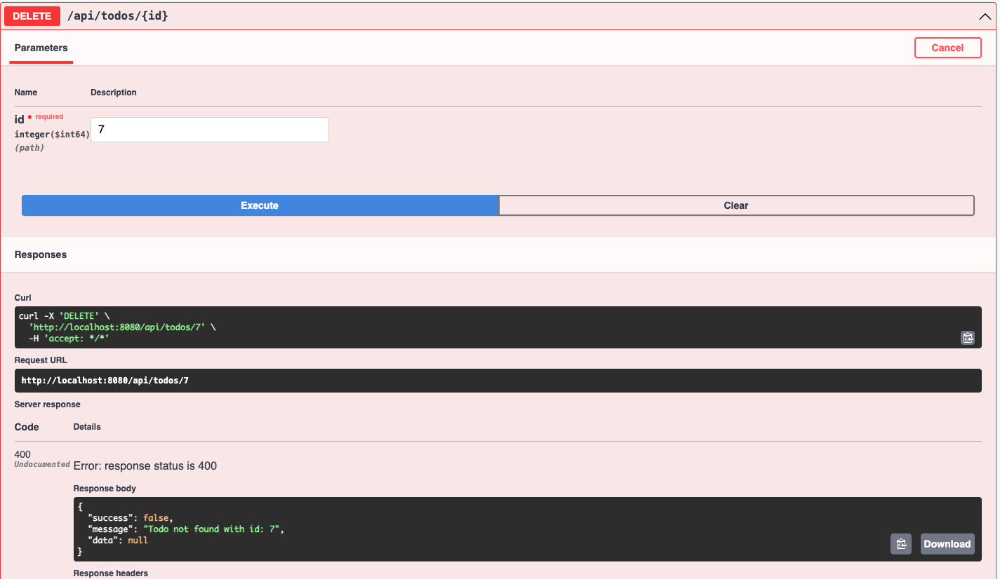 DELETE /api/todos/{id}
Parameters
Cancel
Name Description
id * required
integer($int64)
(path)
7
Execute
Clear
Responses
Curl
curl -X 'DELETE' \
  'http://localhost:8080/api/todos/7' \
  -H 'accept: */*'
Request URL
http://localhost:8080/api/todos/7
Server response
Code Details
400
Undocumented
Error: response status is 400
Response body
{
  "success": false,
  "message": "Todo not found with id: 7",
  "data": null
}
Download
Response headers